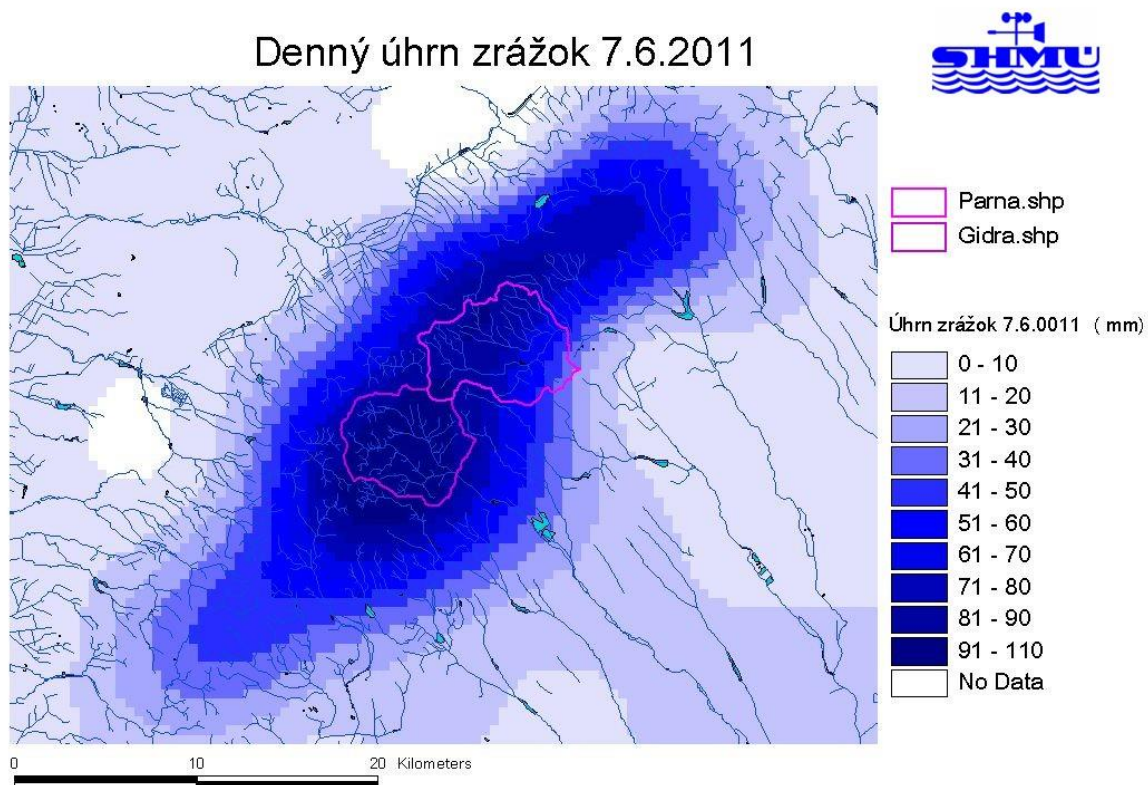 Denný úhrn zrážok 7.6.2011
SHMÚ
Parna.shp
Gidra.shp
Úhrn zrážok 7.6.0011 ( mm)
0 - 10
11 - 20
21 - 30
31 - 40
41 - 50
51 - 60
61 - 70
71 - 80
81 - 90
91 - 110
No Data
0 10 20 Kilometers